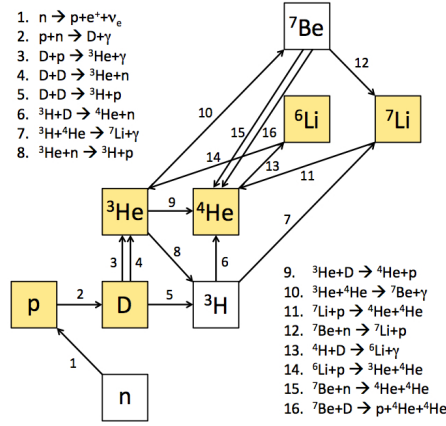 1. n → p+e⁺+ν_e
2. p+n → D+γ
3. D+p → ³He+γ
4. D+D → ³He+n
5. D+D → ³H+p
6. ³H+D → ⁴He+n
7. ³H+⁴He → ⁷Li+γ
8. ³He+n → ³H+p
⁷Be
12
10
15
16
⁶Li
⁷Li
14
13
11
³He
9
⁴He
7
3
4
8
6
p
2
D
5
³H
1
n
9. ³He+D → ⁴He+p
10. ³He+⁴He → ⁷Be+γ
11. ⁷Li+p → ⁴He+⁴He
12. ⁷Be+n → ⁷Li+p
13. ⁴H+D → ⁶Li+γ
14. ⁶Li+p → ³He+⁴He
15. ⁷Be+n → ⁴He+⁴He
16. ⁷Be+D → p+⁴He+⁴He